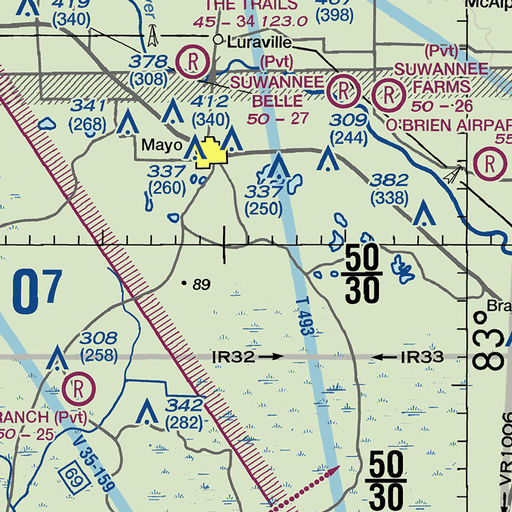 419
(340)
THE TRAILS
45 - 34 123.0
(398)
Luraville
378
(308)
R
(Pvt)
SUWANNEE
BELLE
50 - 27
R
(Pvt)
SUWANNEE
FARMS
50 - 26
R
341
(268)
412
(340)
309
(244)
O'BRIEN AIRPAR
55
R
Mayo
337
(260)
337
(250)
382
(338)
50
30
07
89
T 493
Bra
83°
308
(258)
IR32
IR33
R
RANCH (Pvt)
50 - 25
342
(282)
V 35-159
69
50
30
VR1006